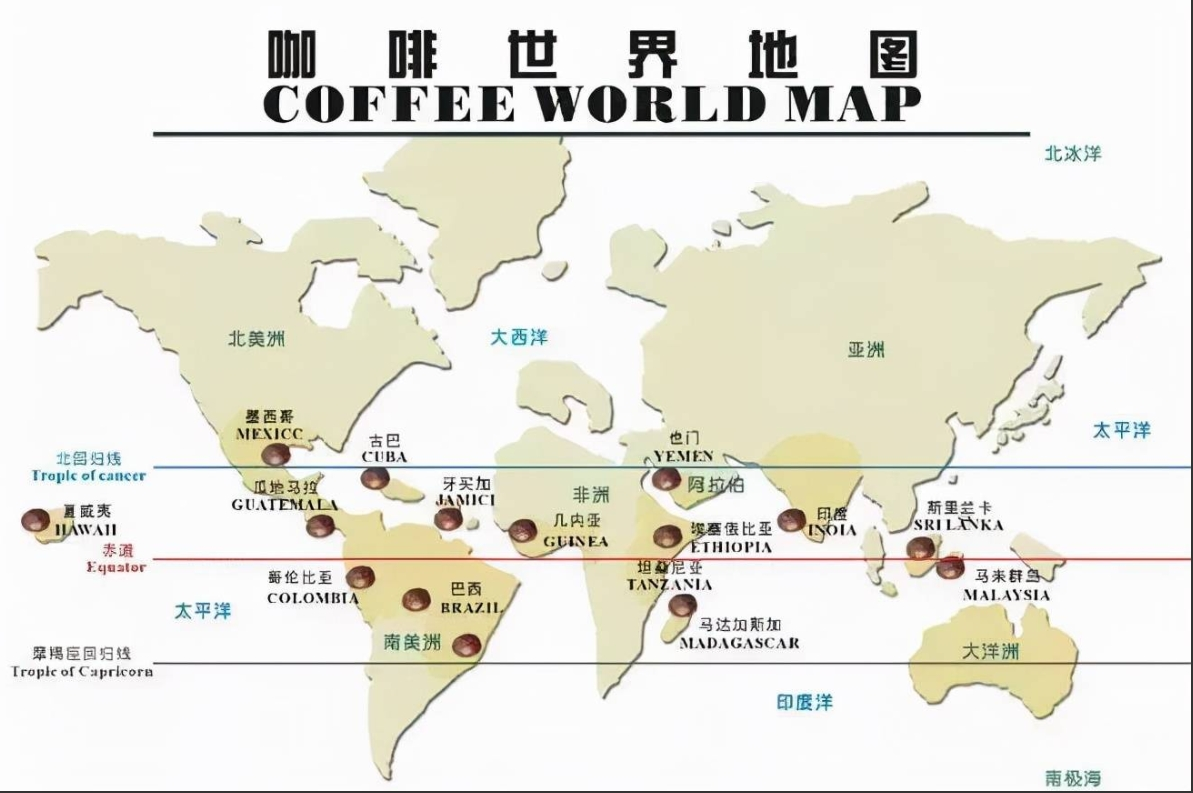 咖啡世界地图
COFFEE WORLD MAP
北冰洋
北美洲
大西洋
亚洲
太平洋
墨西哥
MEXICC
古巴
CUBA
也门
YEMEN
北回归线
Tropic of cancer
瓜地马拉
GUATEMALA
牙买加
JAMICI
非洲
阿拉伯
夏威夷
HAWAII
几内亚
GUINEA
埃塞俄比亚
ETHIOPIA
印度
INOIA
斯里兰卡
SRI LANKA
赤道
Equator
哥伦比亚
COLOMBIA
巴西
BRAZIL
坦桑尼亚
TANZANIA
马来群岛
MALAYSIA
太平洋
南美洲
马达加斯加
MADAGASCAR
大洋洲
摩羯座回归线
Tropic of Capricorn
印度洋
南极海